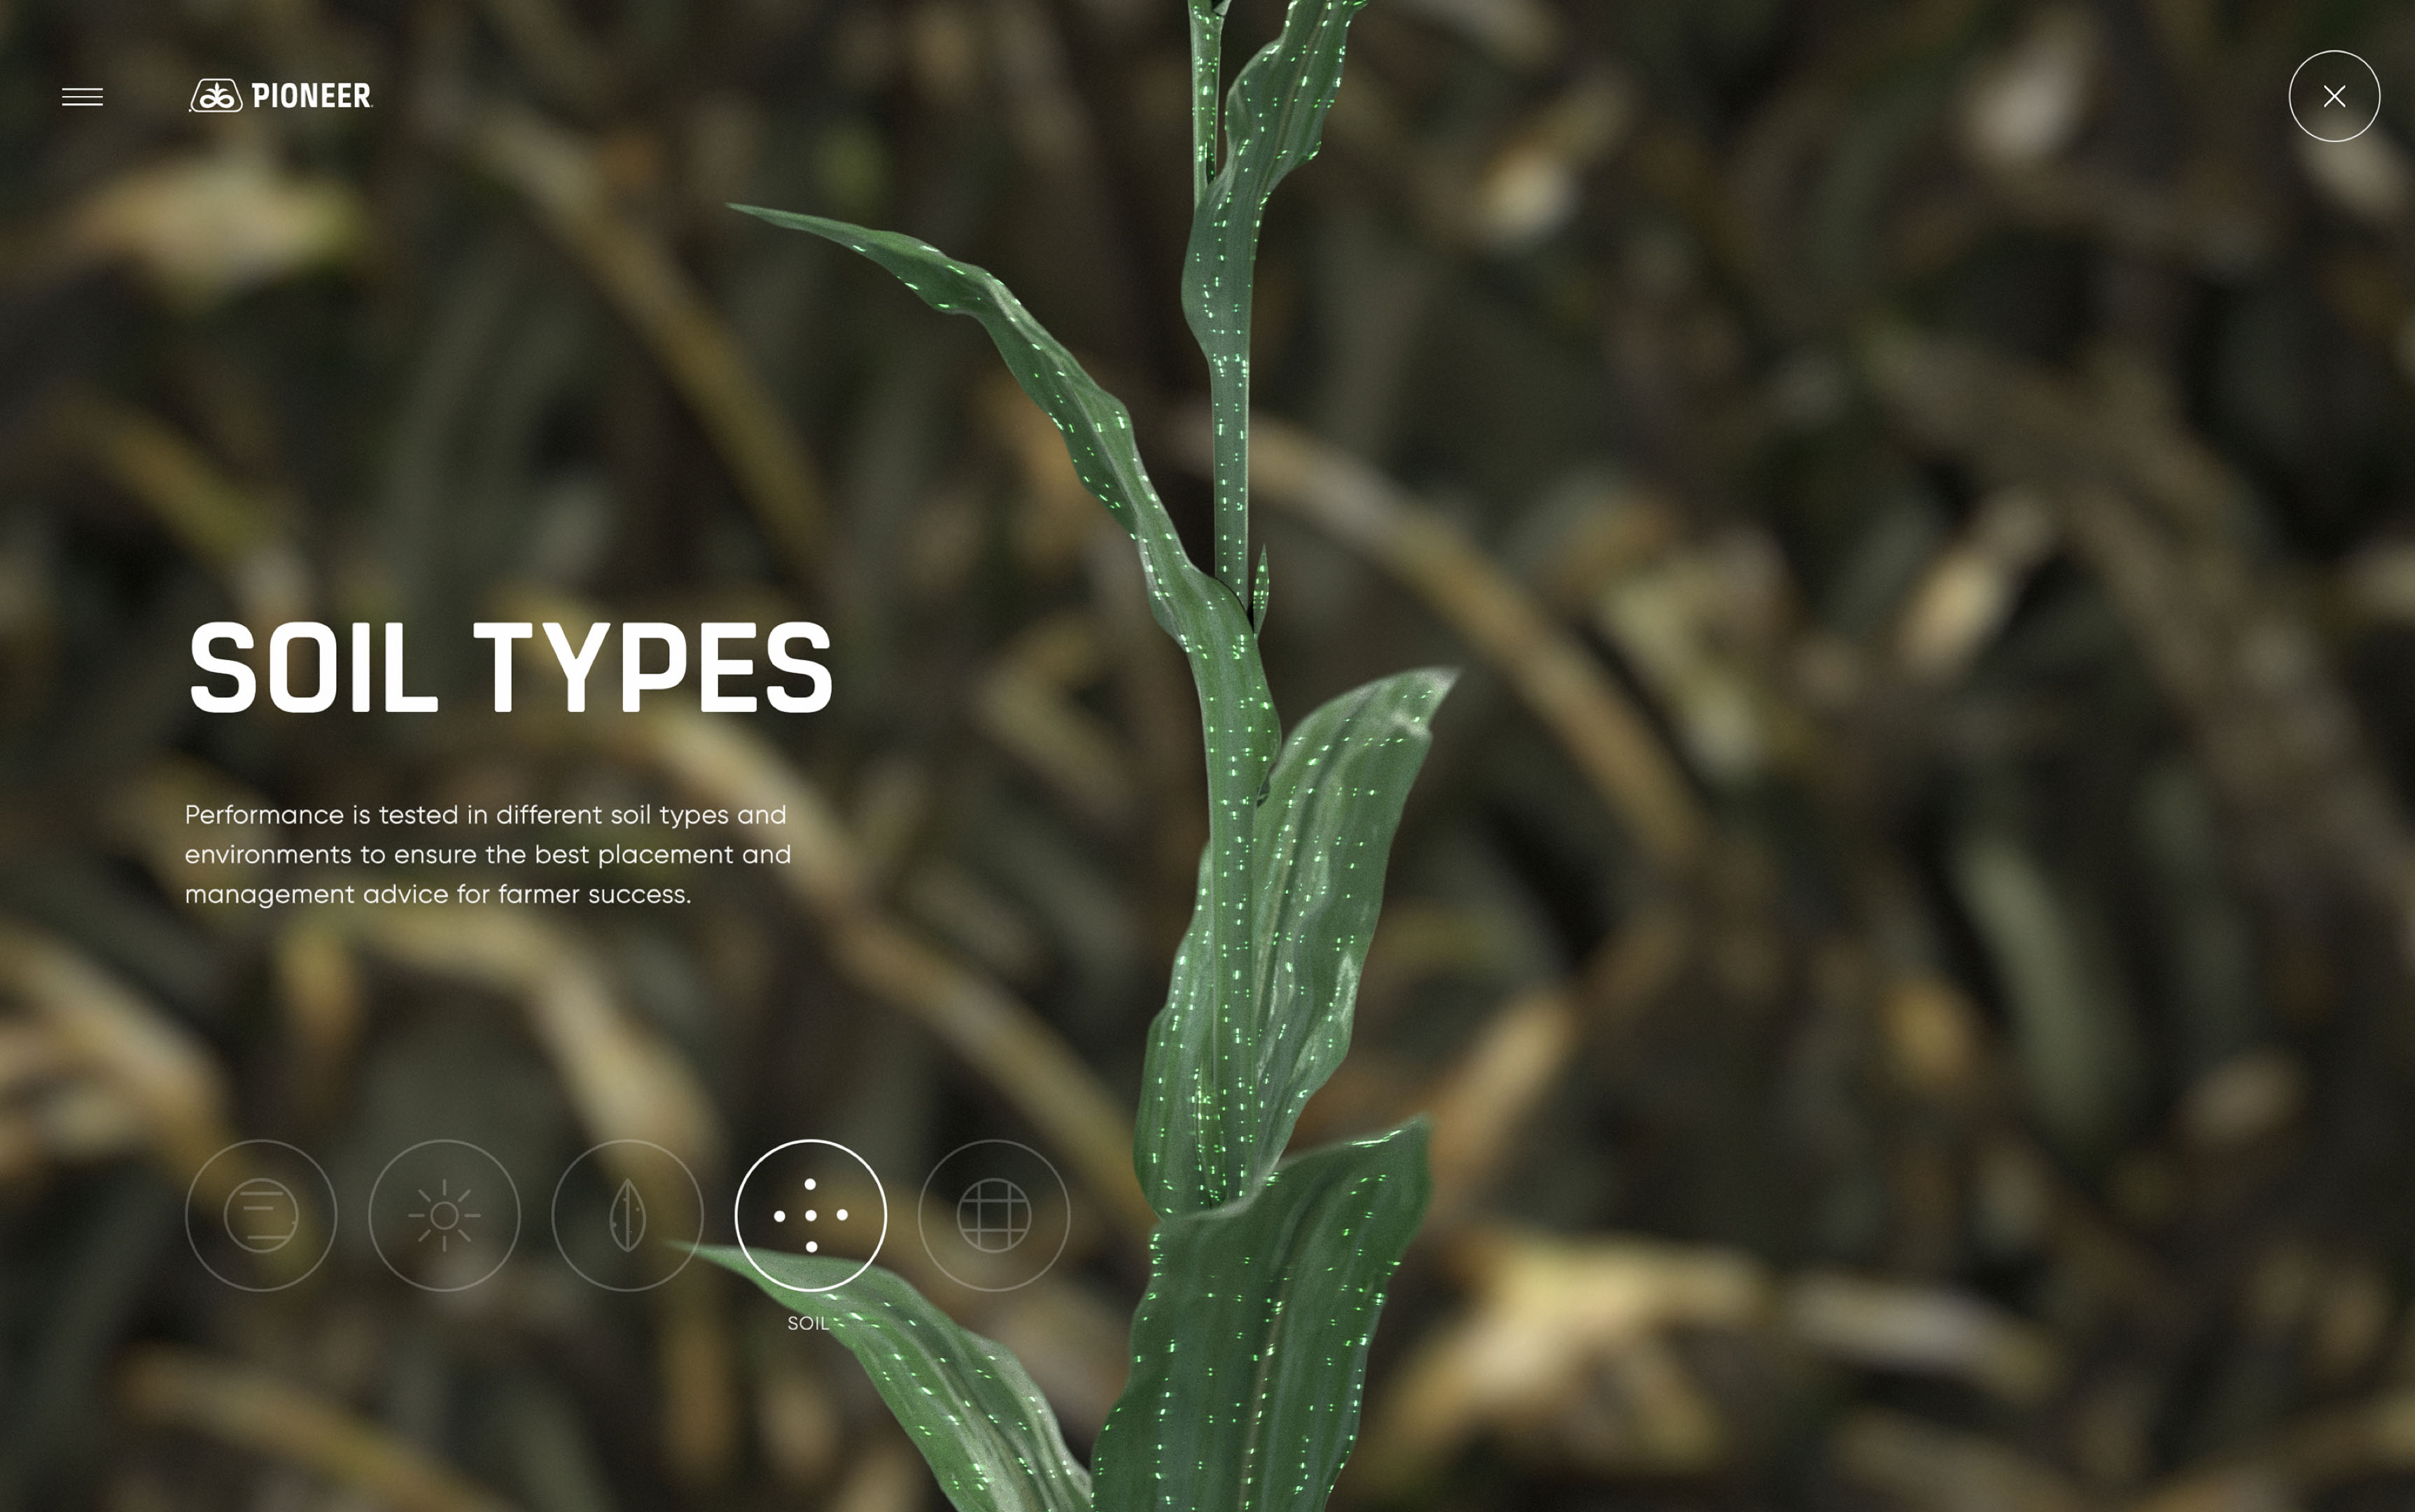 PIONEER
SOIL TYPES
Performance is tested in different soil types and
environments to ensure the best placement and
management advice for farmer success.
SOIL